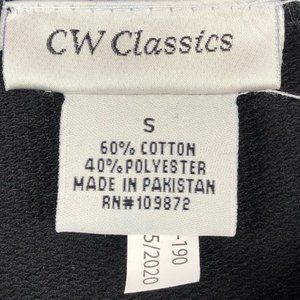 CW Classics
S
60% COTTON
40% POLYESTER
MADE IN PAKISTAN
RN#109872
-190
5/2020